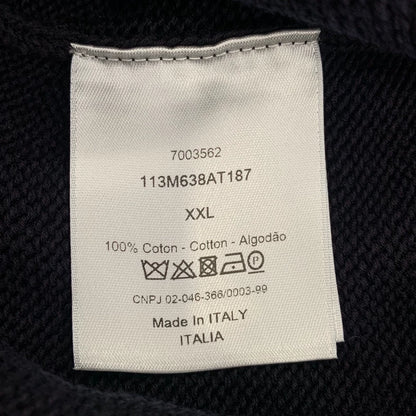 7003562
113M638AT187
XXL
100% Coton - Cotton - Algodão
CNPJ 02-046-366/0003-99
Made In ITALY
ITALIA